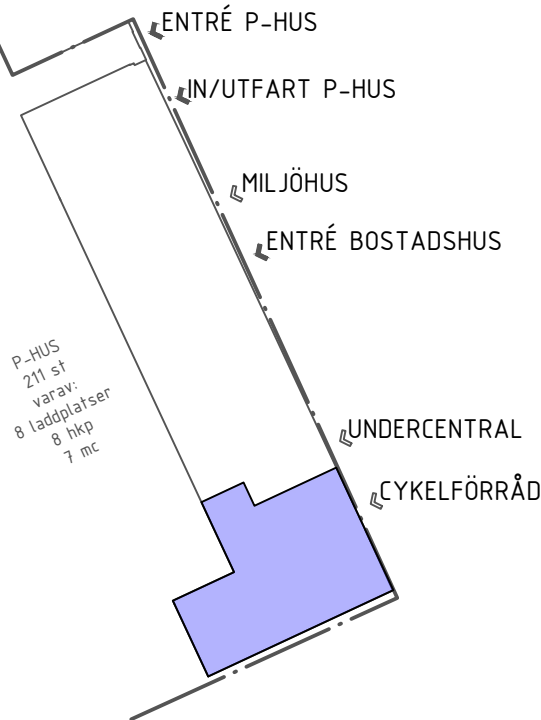 ENTRÉ P-HUS
IN/UTFART P-HUS
MILJÖHUS
ENTRÉ BOSTADSHUS
P-HUS
211 st
varav:
8 laddplatser
8 hkp
7 mc
UNDERCENTRAL
CYKELFÖRRÅD